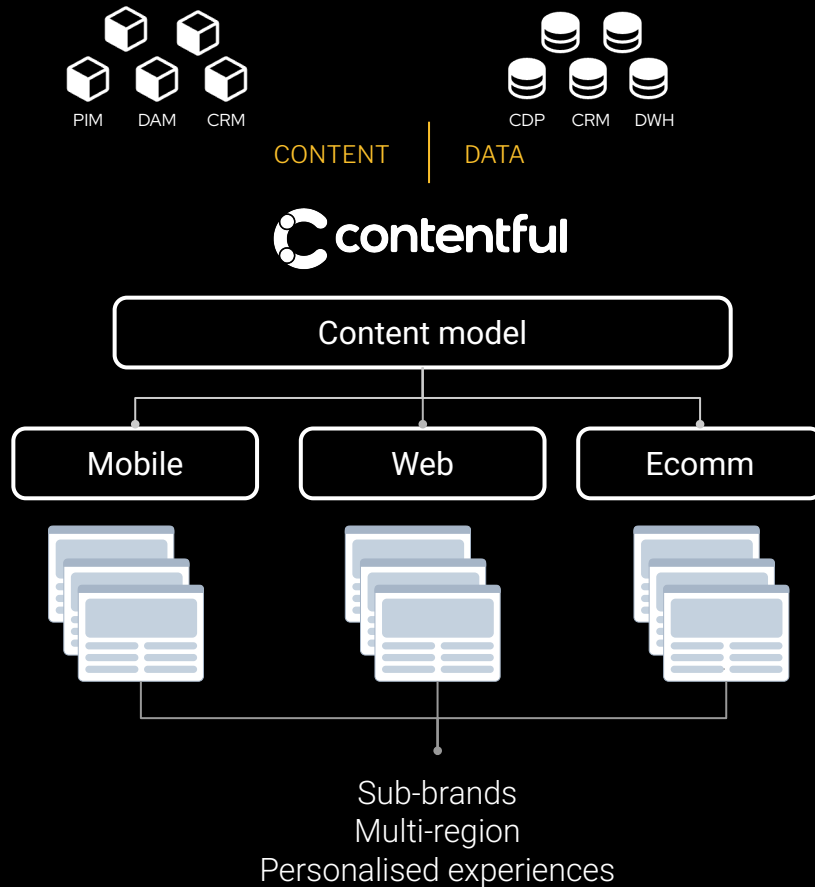 PIM DAM CRM
CDP CRM DWH
CONTENT
DATA
contentful
Content model
Mobile
Web
Ecomm
Sub-brands
Multi-region
Personalised experiences